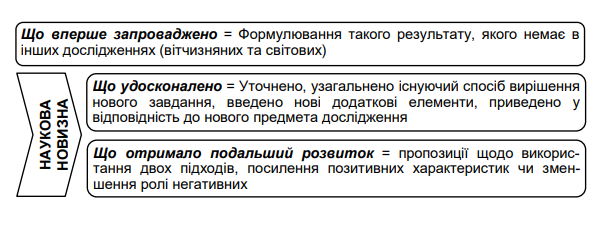 Що вперше запроваджено = Формулювання такого результату, якого немає в
інших дослідженнях (вітчизняних та світових)
НАУКОВА
НОВИЗНА
Що удосконалено = Уточнено, узагальнено існуючий спосіб вирішення
нового завдання, введено нові додаткові елементи, приведено у
відповідність до нового предмета дослідження
Що отримало подальший розвиток = пропозиції щодо викорис-
тання двох підходів, посилення позитивних характеристик чи змен-
шення ролі негативних